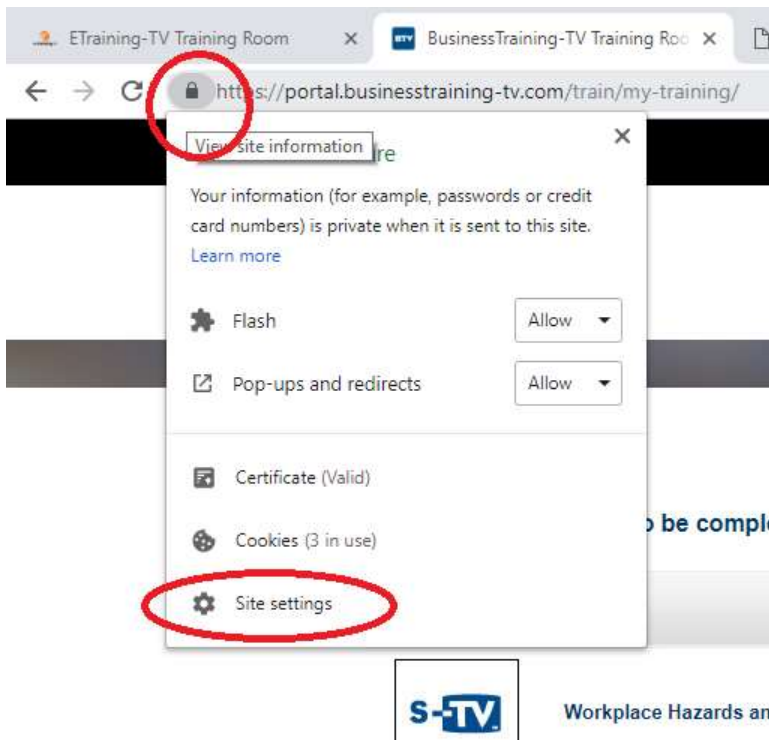 ETraining-TV Training Room
BTV BusinessTraining-TV Training Roo
https://portal.businesstraining-tv.com/train/my-training/
View site information re
Your information (for example, passwords or credit
card numbers) is private when it is sent to this site.
Learn more
Flash Allow
Pop-ups and redirects Allow
Certificate (Valid)
Cookies (3 in use)
o be comple
Site settings
S-TV Workplace Hazards an